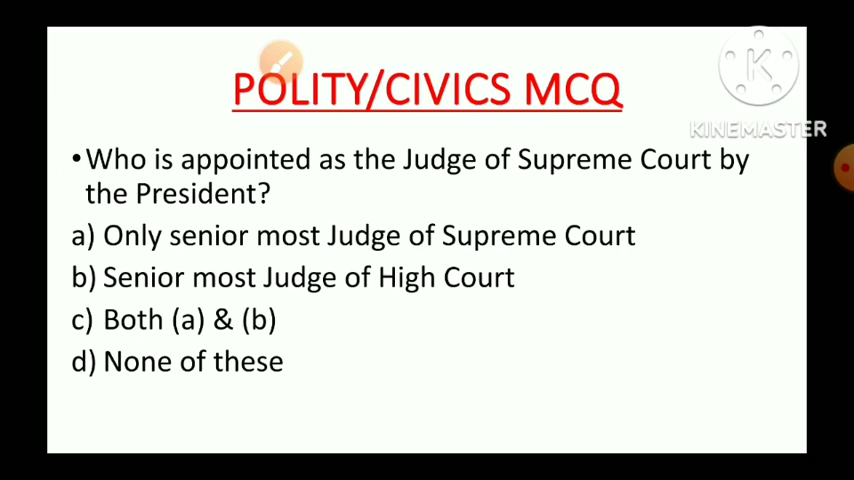 POLITY/CIVICS MCQ
K
KINEMASTER
•Who is appointed as the Judge of Supreme Court by
the President?
a) Only senior most Judge of Supreme Court
b) Senior most Judge of High Court
c) Both (a) & (b)
d) None of these